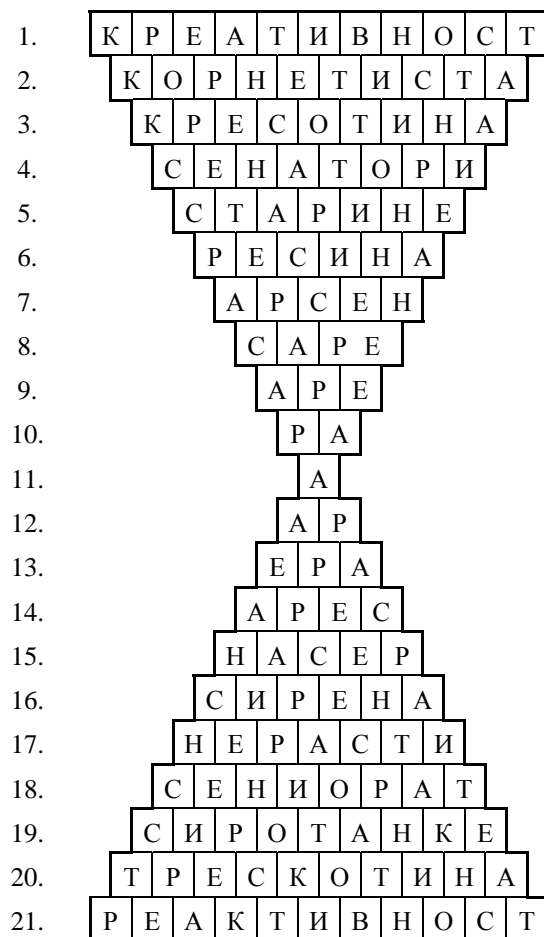 1. КРЕАТИВНОСТ
2. КОРНЕТИСТА
3. КРЕСОТИНА
4. СЕНАТОРИ
5. СТАРИНЕ
6. РЕСИНА
7. АРСЕН
8. САРЕ
9. АРЕ
10. РА
11. А
12. АР
13. ЕРА
14. АРЕС
15. НАСЕР
16. СИРЕНА
17. НЕРАСТИ
18. СЕНИОРАТ
19. СИРОТАНКЕ
20. ТРЕСКОТИНА
21. РЕАКТИВНОСТ